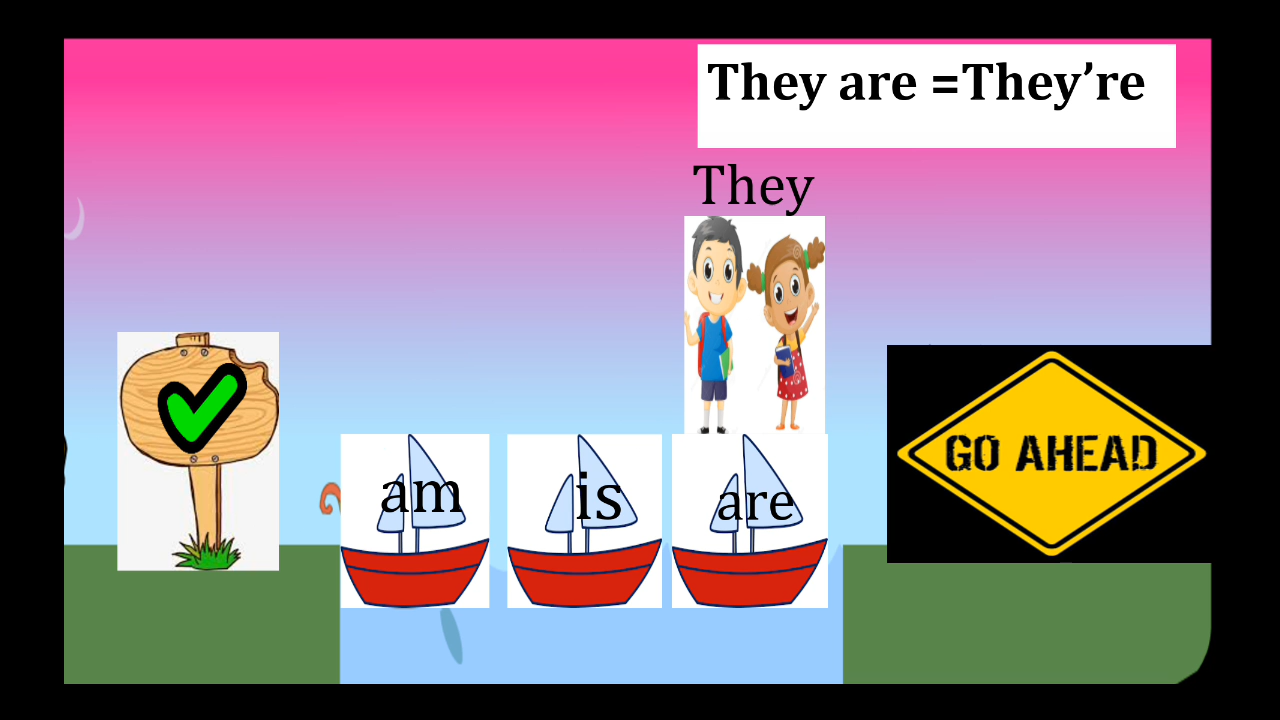 They are =They’re
They
am
is
are
GO AHEAD